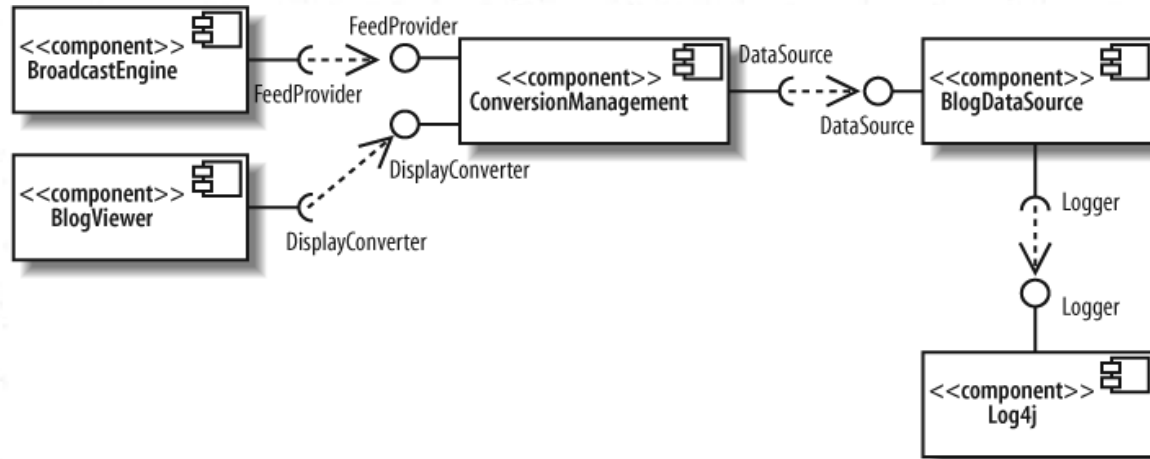 <<component>>
BroadcastEngine
FeedProvider
FeedProvider
<<component>>
ConversionManagement
DataSource
DataSource
<<component>>
BlogDataSource
<<component>>
BlogViewer
DisplayConverter
DisplayConverter
Logger
Logger
<<component>>
Log4j